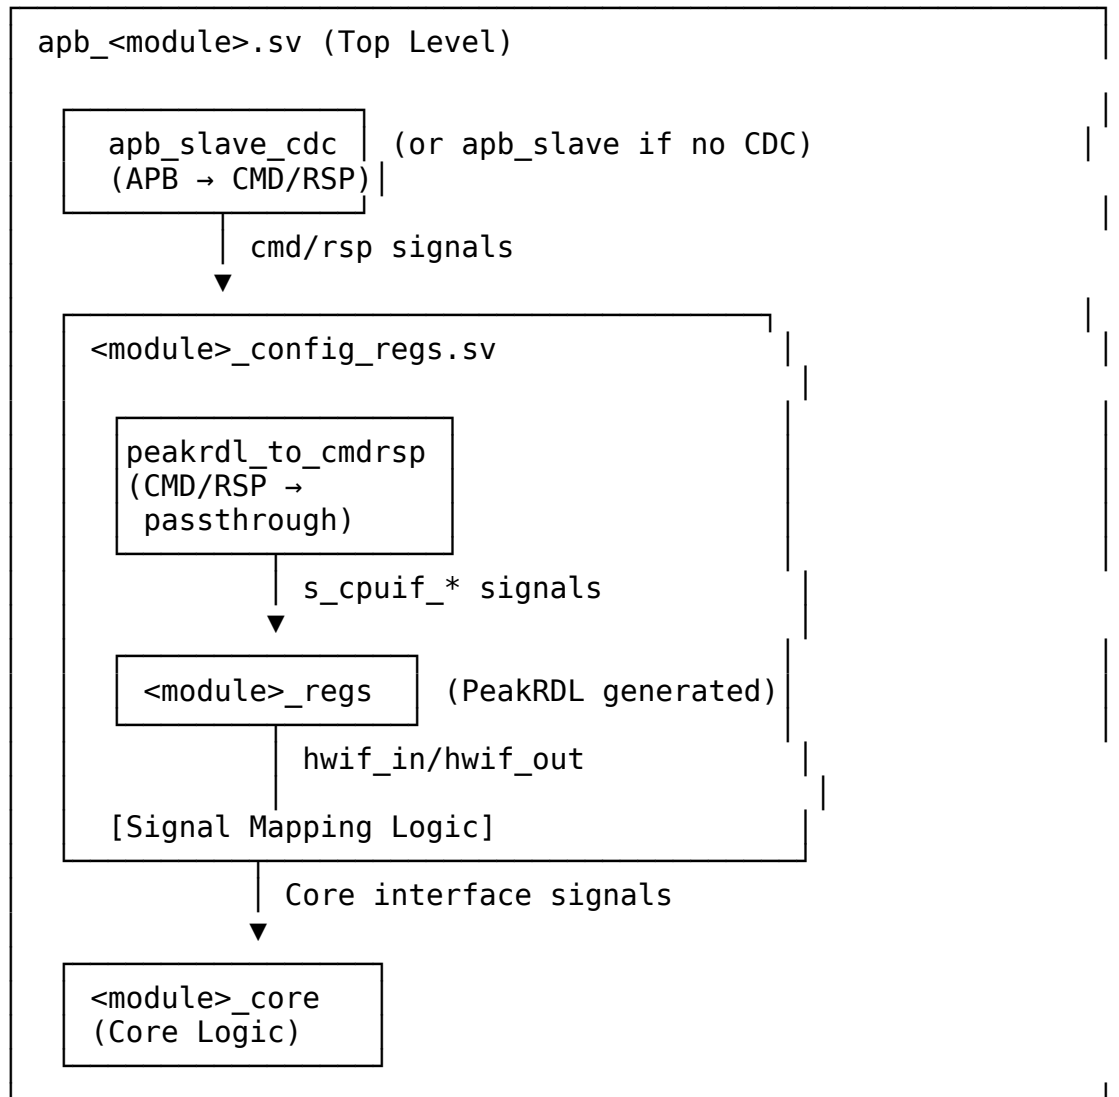 apb_<module>.sv (Top Level)
apb_slave_cdc (or apb_slave if no CDC)
(APB → CMD/RSP)
cmd/rsp signals
<module>_config_regs.sv
peakrdl_to_cmdrsp
(CMD/RSP →
passthrough)
s_cpuif_* signals
<module>_regs (PeakRDL generated)
hwif_in/hwif_out
[Signal Mapping Logic]
Core interface signals
<module>_core
(Core Logic)